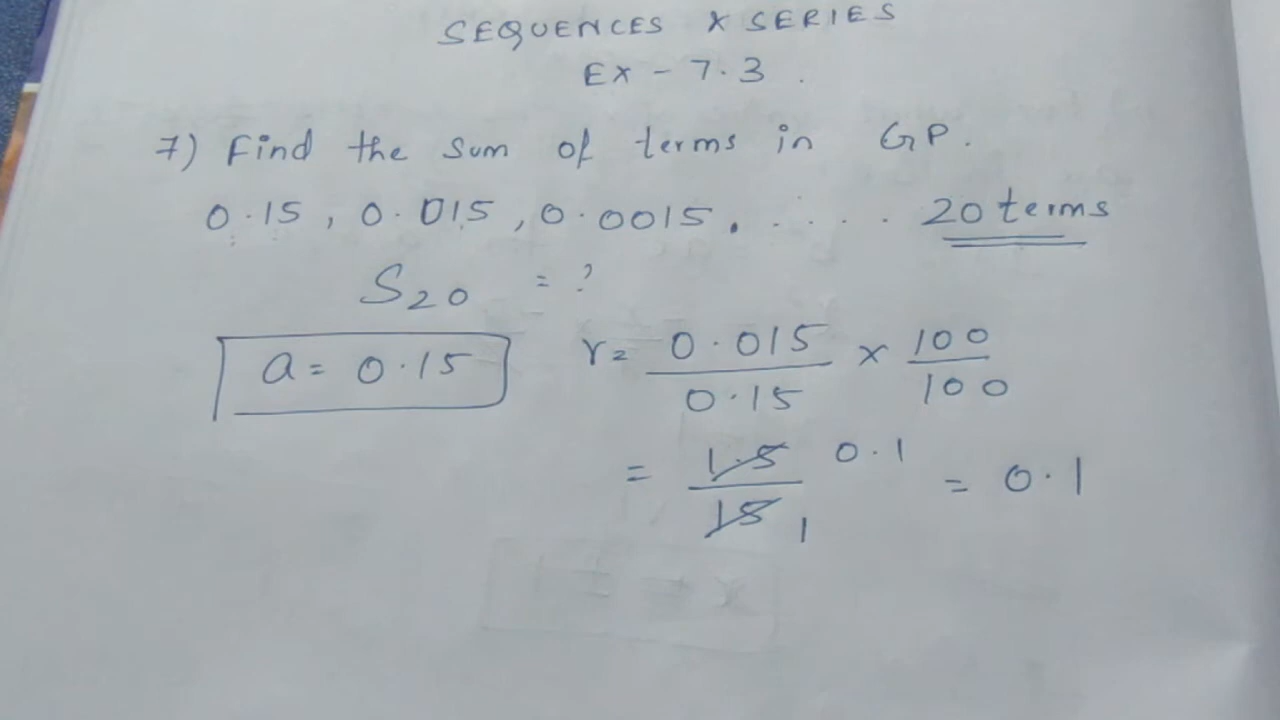 SEQUENCES & SERIES
EX - 7.3.
7) Find the sum of terms in GP.
0.15, 0.015, 0.0015, ..... 20 terms
S20 = ?
a = 0.15
r = 0.015/0.15 × 100/100
= 1.5/15 0.1 1 = 0.1